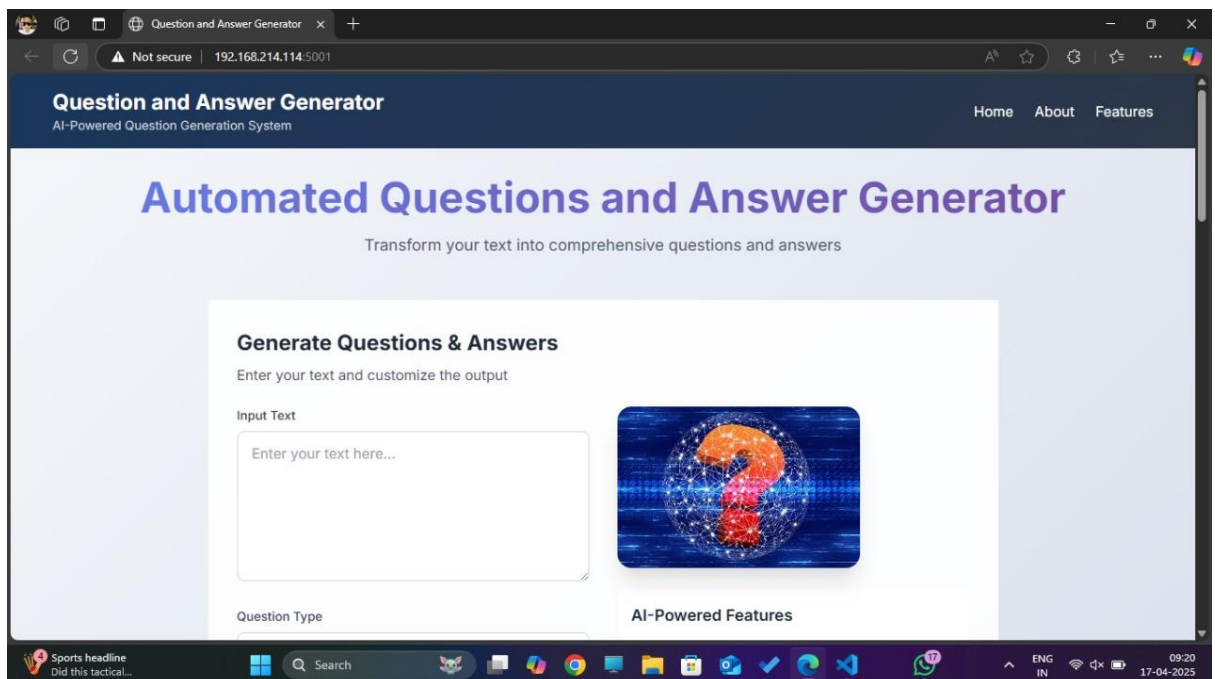 Question and Answer Generator
Not secure
192.168.214.114:5001
Question and Answer Generator
AI-Powered Question Generation System
Home About Features
Automated Questions and Answer Generator
Transform your text into comprehensive questions and answers
Generate Questions & Answers
Enter your text and customize the output
Input Text
Enter your text here...
Question Type
AI-Powered Features
4
Sports headline
Did this tactical...
Search
17
ENG
IN
09:20
17-04-2025